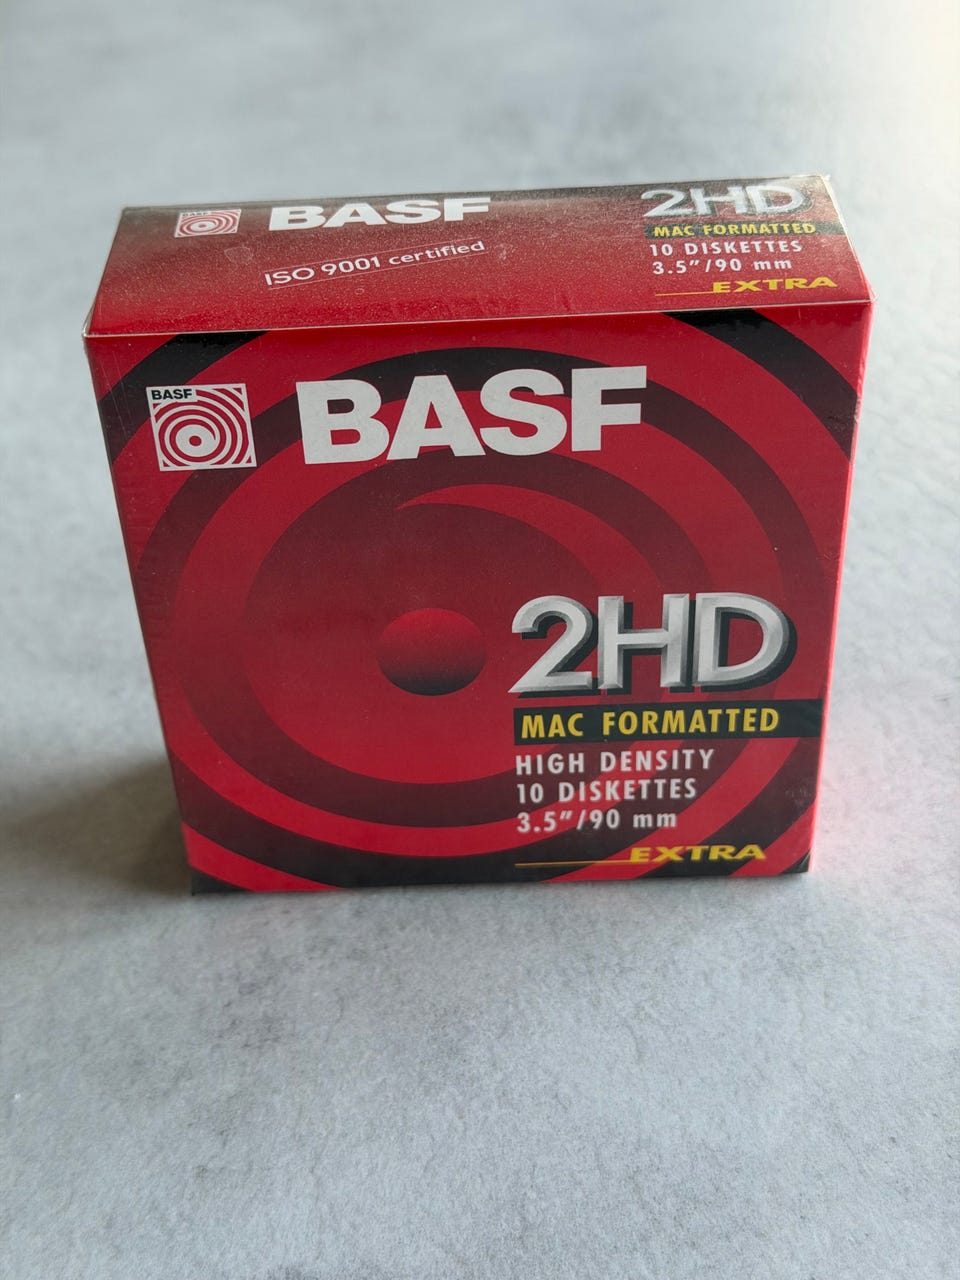 BASF
BASF
2HD
MAC FORMATTED
10 DISKETTES
3.5"/90 mm
EXTRA
ISO 9001 certified
BASF
BASF
2HD
MAC FORMATTED
HIGH DENSITY
10 DISKETTES
3.5"/90 mm
EXTRA